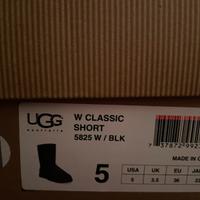 UGG
australia
W CLASSIC
SHORT
5825 W / BLK
5
USA UK EU
5 3.5 36
MADE IN